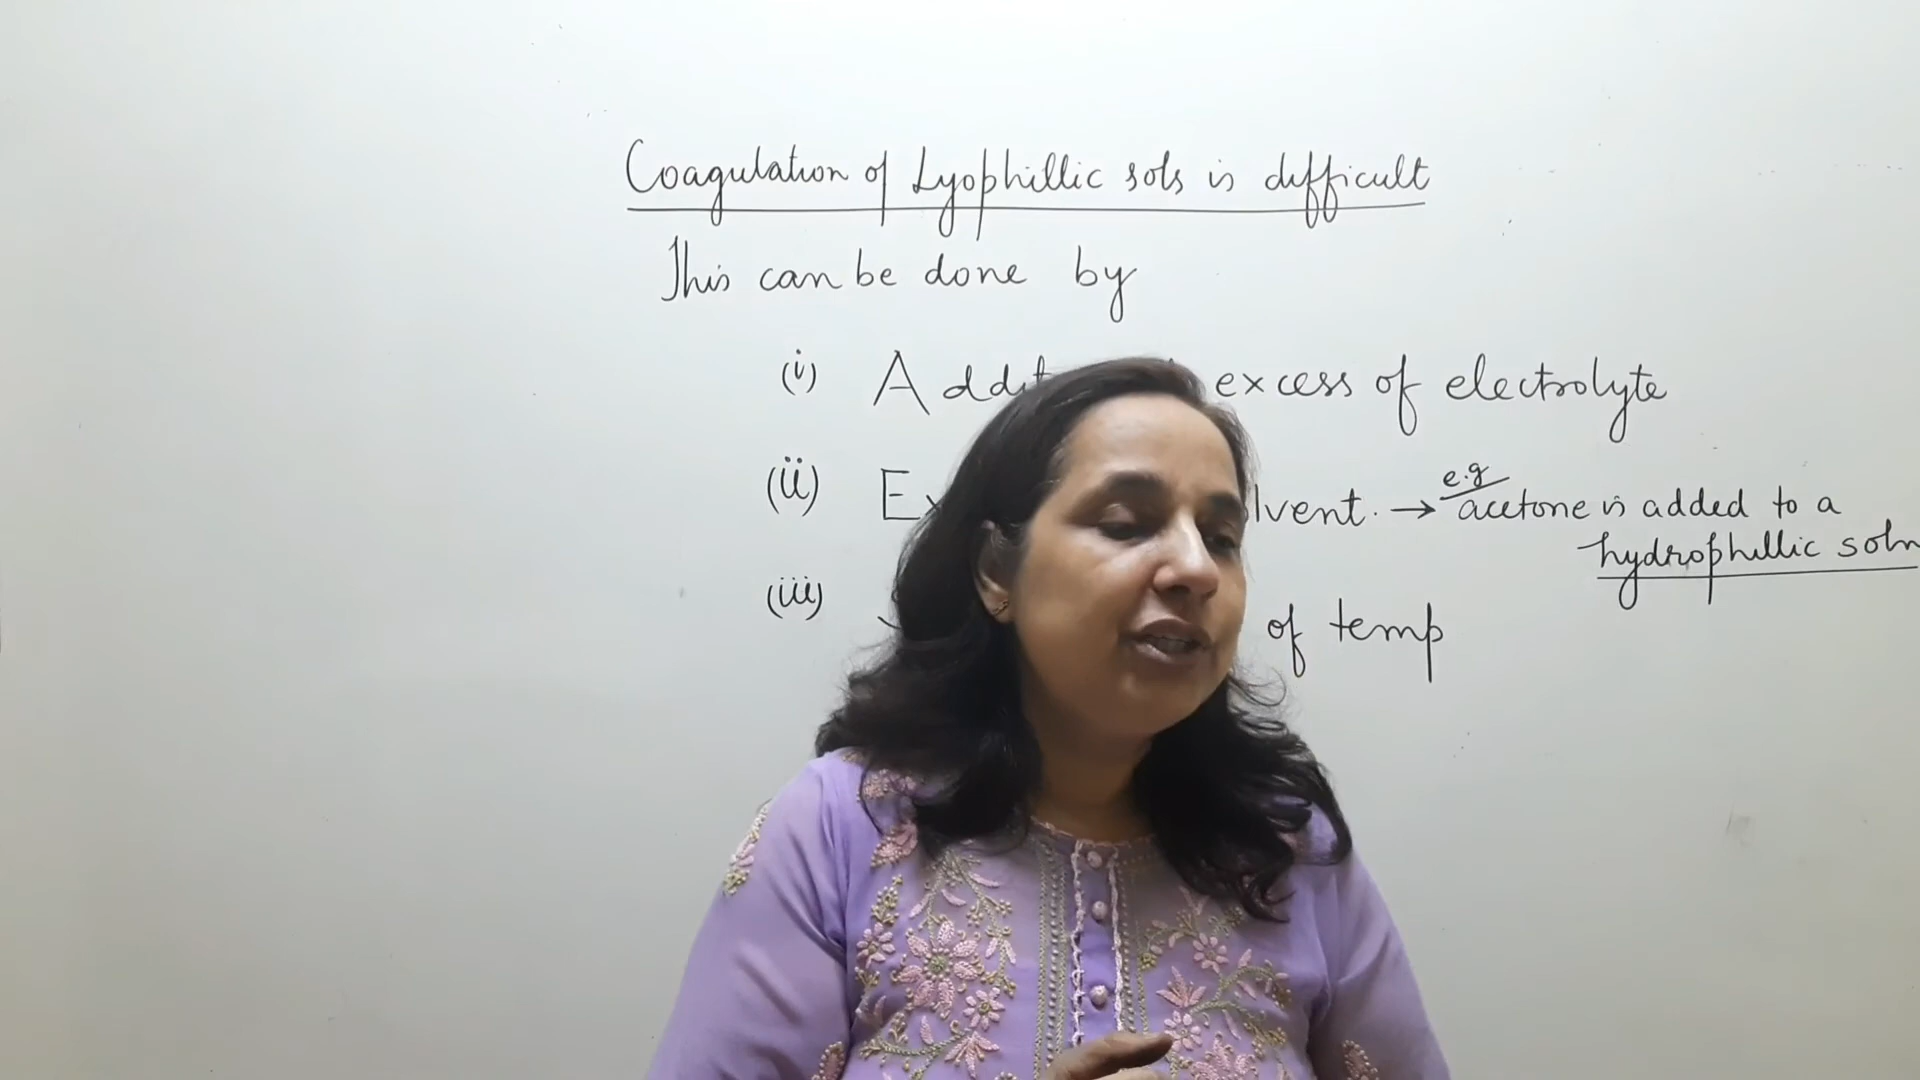 Coagulation of Lyophillic sols is difficult
This can be done by
(i) excess of electrolyte
(ii) → e.g acetone is added to a
hydrophillic soln
(iii) of temp